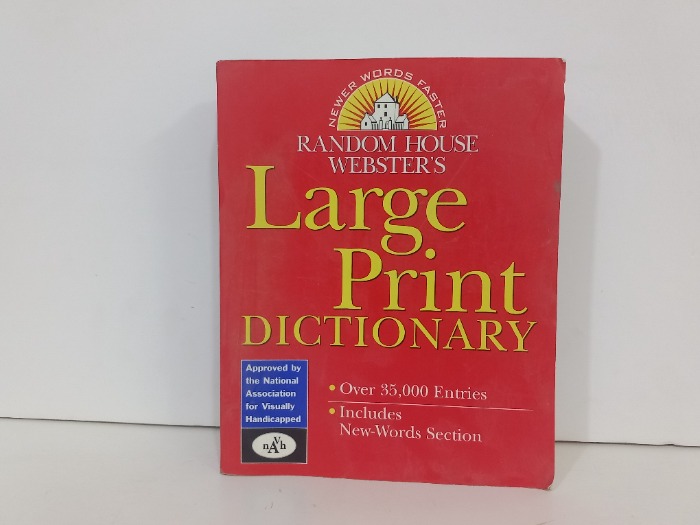 NEWER WORDS FASTER
RANDOM HOUSE
WEBSTER'S
Large
Print
DICTIONARY
Approved by
the National
Association
for Visually
Handicapped
nAVh
• Over 35,000 Entries
• Includes
New-Words Section